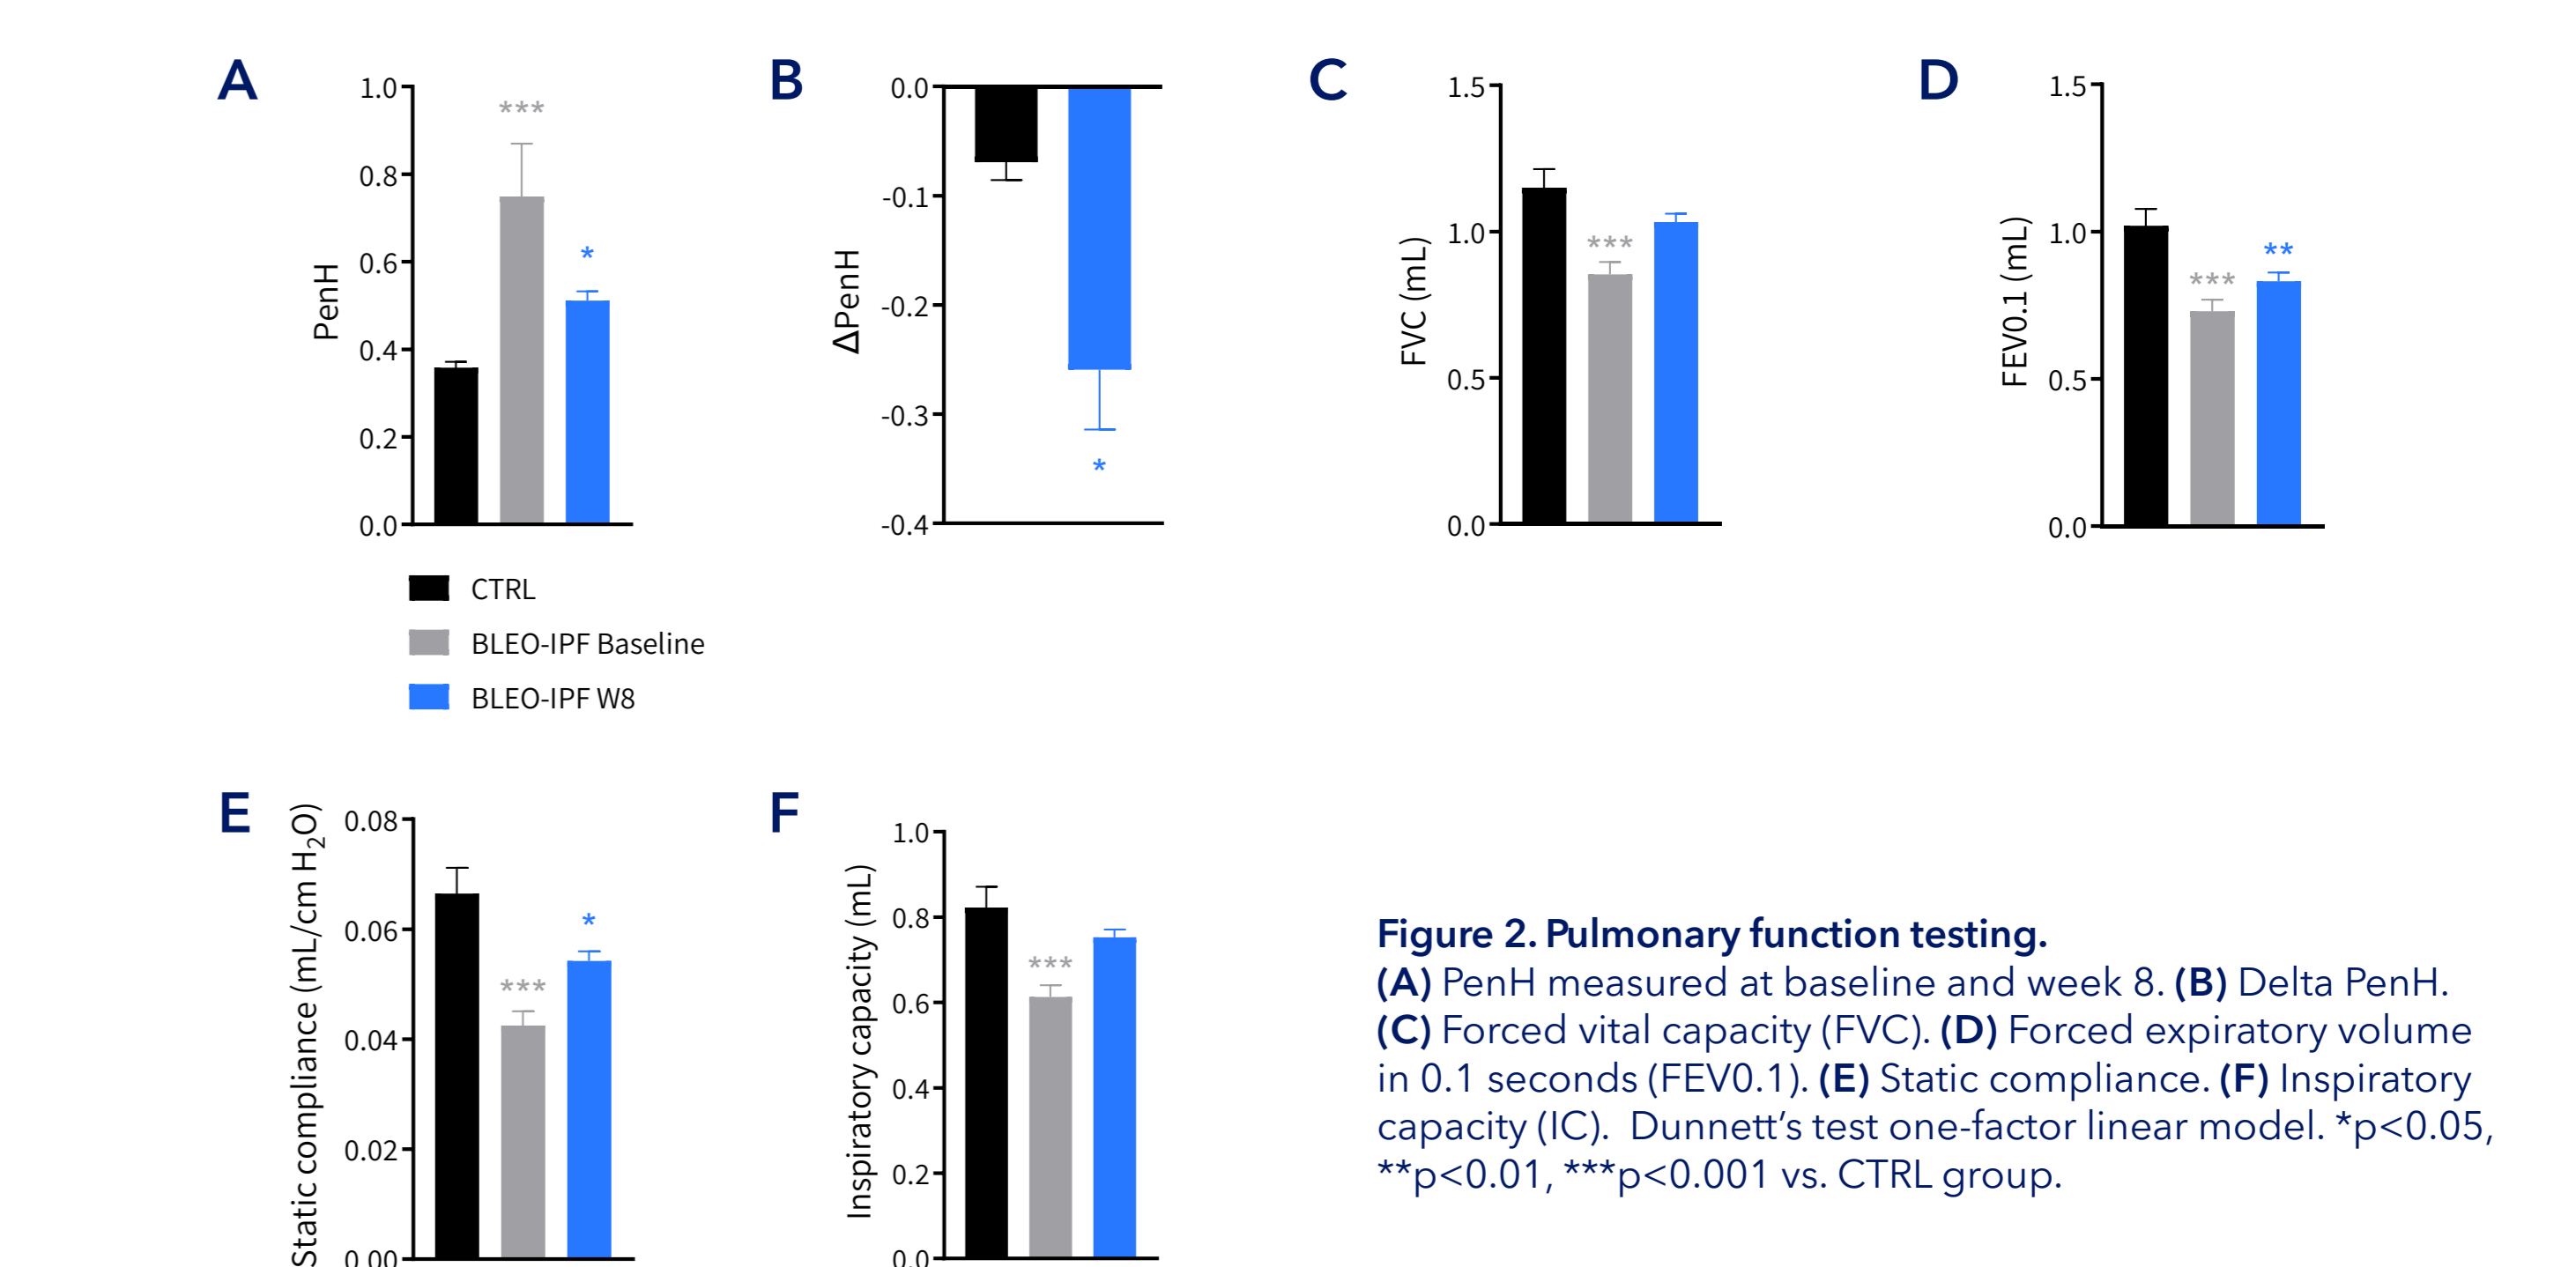 A
PenH
1.0
0.8
0.6
0.4
0.2
0.0
***
*
B
ΔPenH
0.0
-0.1
-0.2
-0.3
-0.4
*
C
FVC (mL)
1.5
1.0
0.5
0.0
***
D
FEV0.1 (mL)
1.5
1.0
0.5
0.0
***
**
CTRL
BLEO-IPF Baseline
BLEO-IPF W8
E
Static compliance (mL/cm H₂O)
0.08
0.06
0.04
0.02
0.00
***
*
F
Inspiratory capacity (mL)
1.0
0.8
0.6
0.4
0.2
0.0
***
Figure 2. Pulmonary function testing.
(A) PenH measured at baseline and week 8. (B) Delta PenH.
(C) Forced vital capacity (FVC). (D) Forced expiratory volume
in 0.1 seconds (FEV0.1). (E) Static compliance. (F) Inspiratory
capacity (IC).  Dunnett’s test one-factor linear model. *p<0.05,
**p<0.01, ***p<0.001 vs. CTRL group.